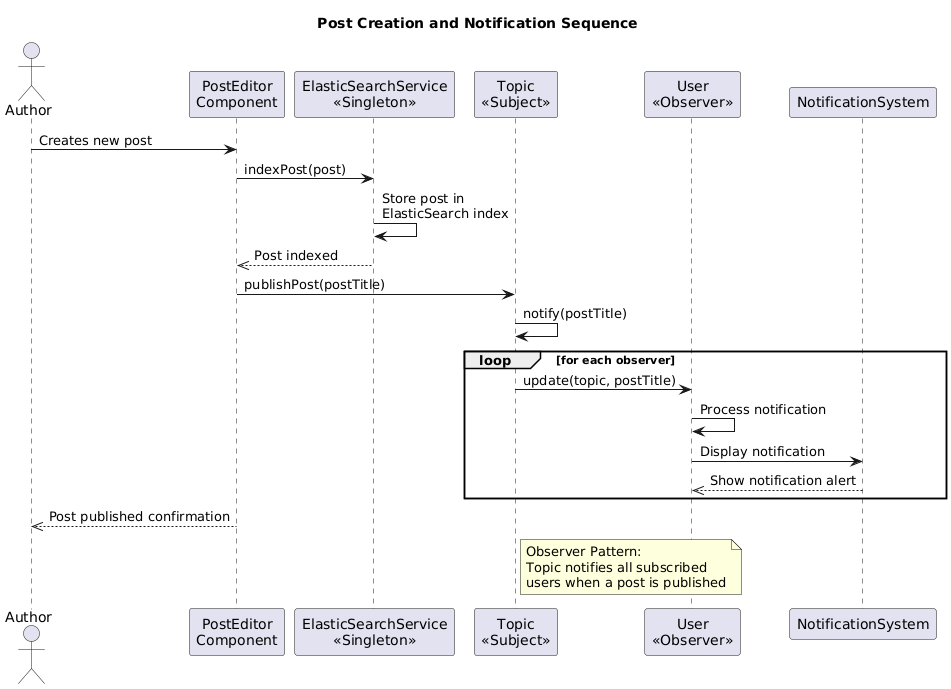 Post Creation and Notification Sequence
Author
PostEditor
Component
ElasticSearchService
«Singleton»
Topic
«Subject»
User
«Observer»
NotificationSystem
Creates new post
indexPost(post)
Store post in
ElasticSearch index
Post indexed
publishPost(postTitle)
notify(postTitle)
loop [for each observer]
update(topic, postTitle)
Process notification
Display notification
Show notification alert
Post published confirmation
Observer Pattern:
Topic notifies all subscribed
users when a post is published
Author
PostEditor
Component
ElasticSearchService
«Singleton»
Topic
«Subject»
User
«Observer»
NotificationSystem